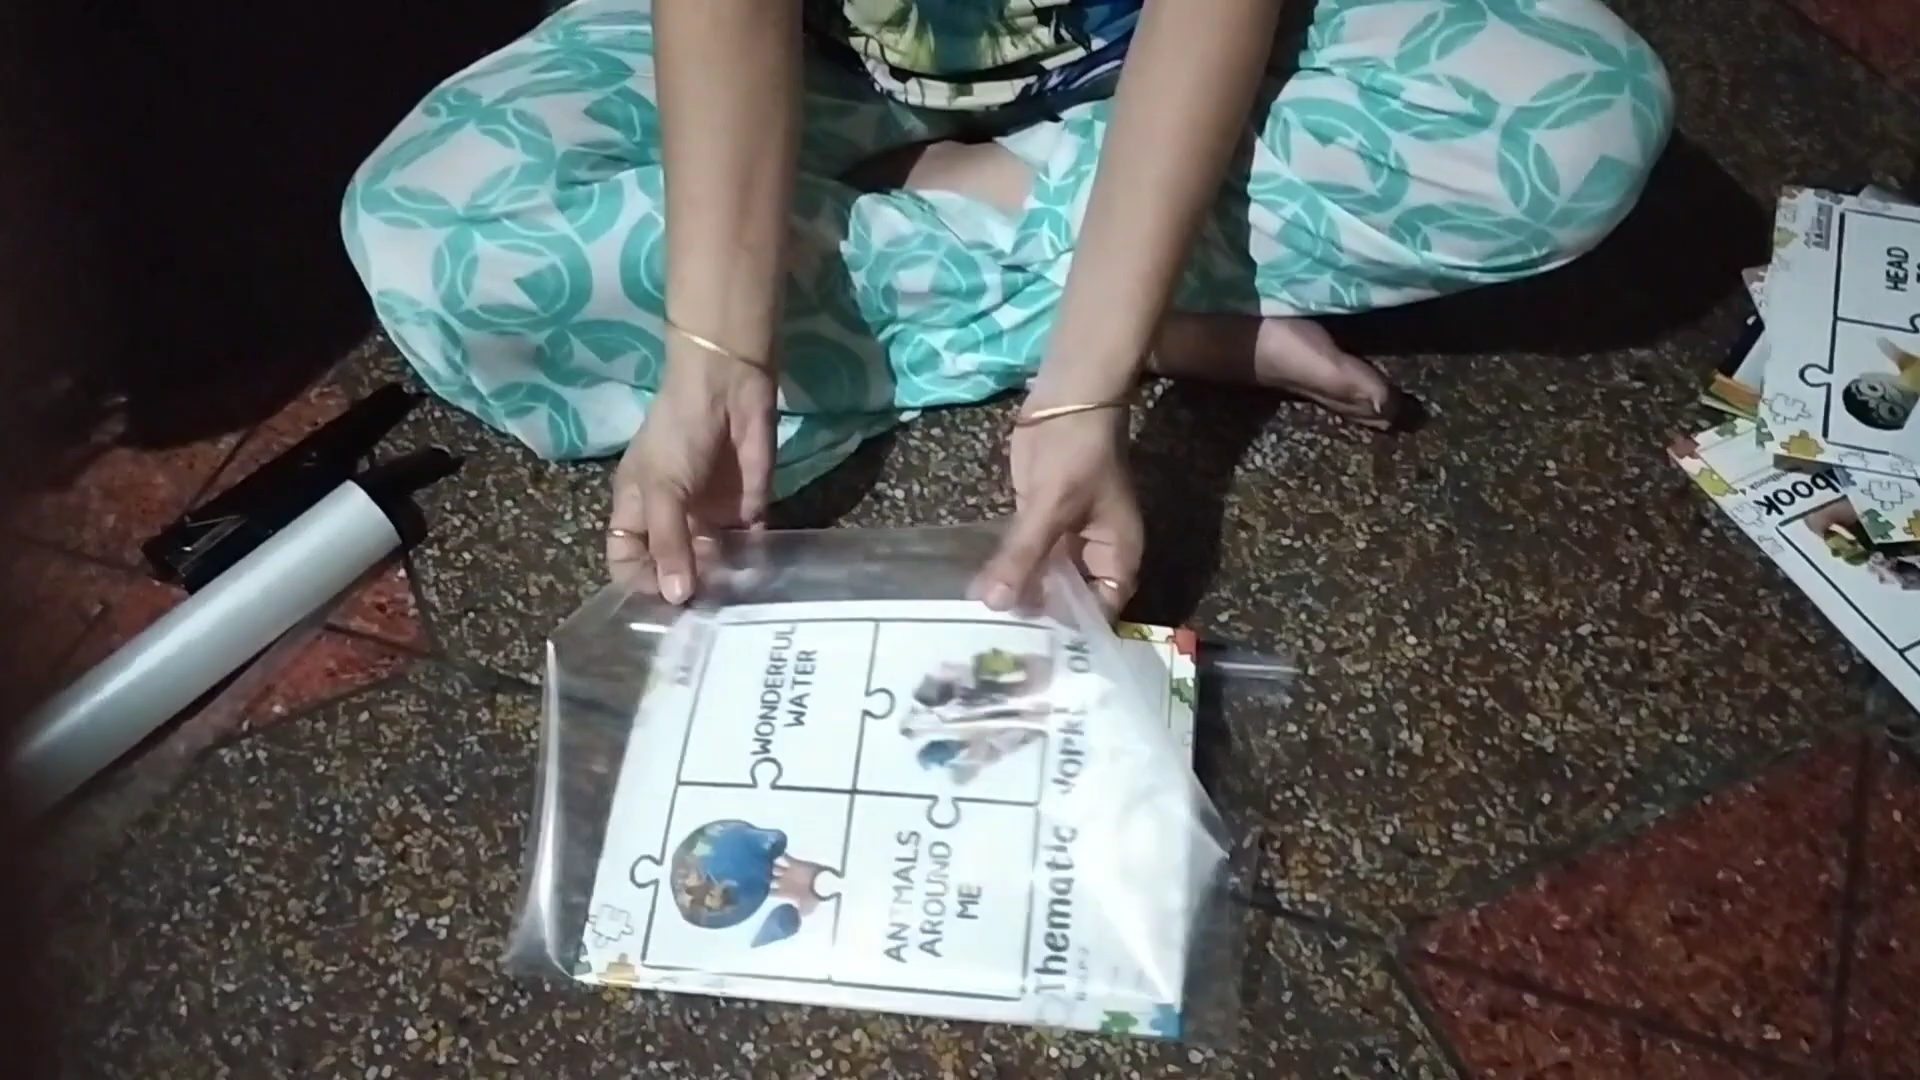 WONDERFUL
WATER
ANIMALS
AROUND
ME
Thematic
HEAD
book